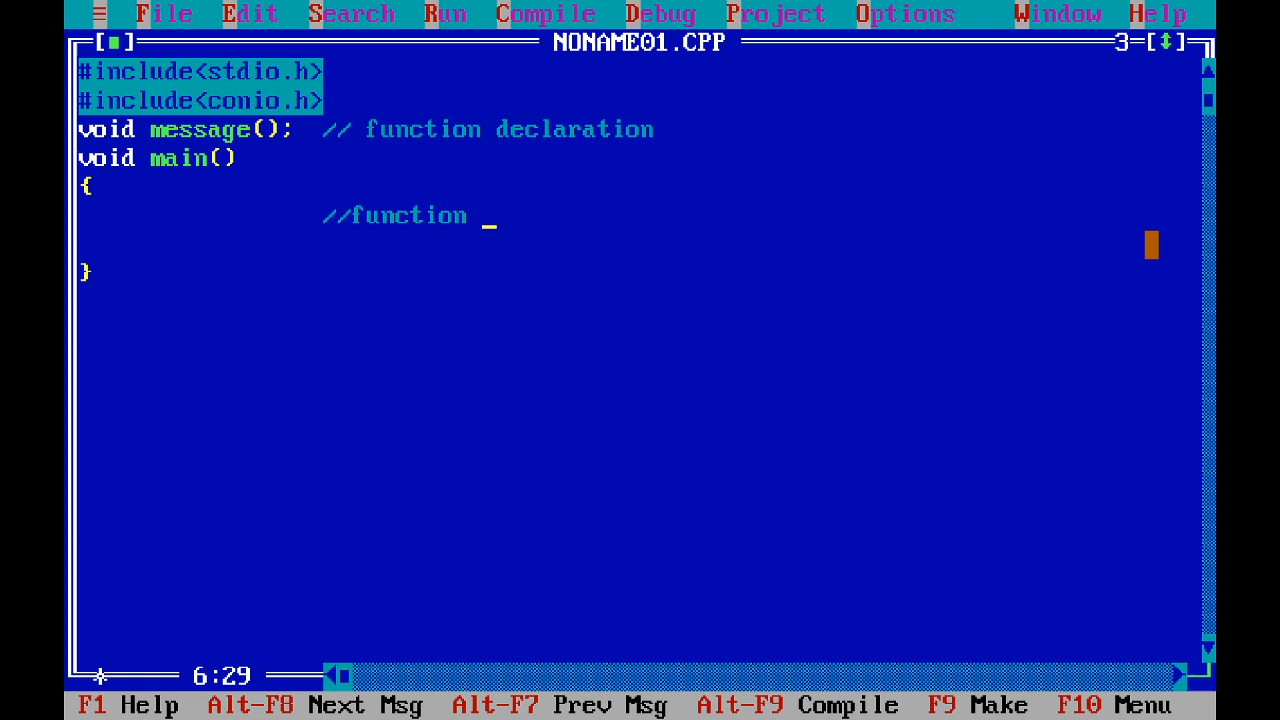 ≡ File Edit Search Run Compile Debug Project Options Window Help
[■] NONAME01.CPP 3=[↕]
#include<stdio.h>
#include<conio.h>
void message();  // function declaration
void main()
{
//function _
}
6:29
F1 Help Alt-F8 Next Msg Alt-F7 Prev Msg Alt-F9 Compile F9 Make F10 Menu